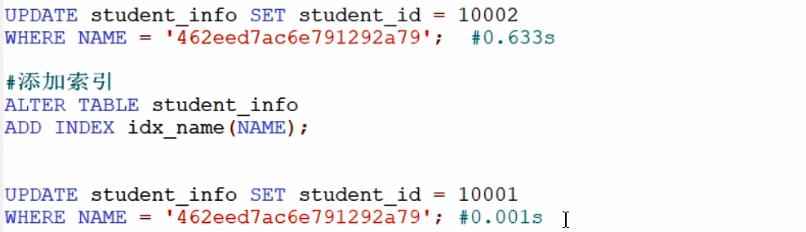 UPDATE student_info SET student_id = 10002
WHERE NAME = '462eed7ac6e791292a79';  #0.633s
#添加索引
ALTER TABLE student_info
ADD INDEX idx_name(NAME);
UPDATE student_info SET student_id = 10001
WHERE NAME = '462eed7ac6e791292a79'; #0.001s